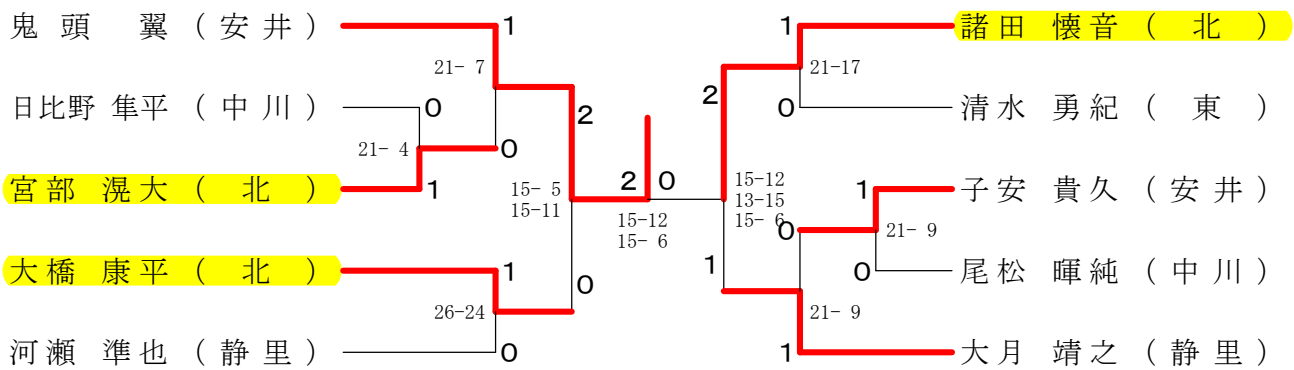 鬼頭 翼 (安井) 1 1 諸田 懐音 (北)
21- 7 21-17
日比野 隼平 (中川) 0 2 2 0 清水 勇紀 (東)
21- 4 0
宮部 滉大 (北) 1 15- 5 2 0 15-12 1 子安 貴久 (安井)
15-11 15-12 13-15
15- 6 15- 6 0 21- 9
大橋 康平 (北) 1 0 1 0 尾松 暉純 (中川)
26-24 21- 9
河瀬 準也 (静里) 0 1 大月 靖之 (静里)